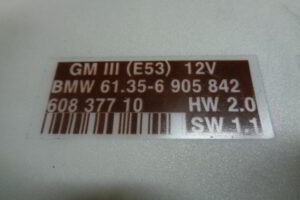 GM III (E53) 12V
BMW 61.35-6 905 842
608 377 10 HW 2.0
SW 1.1